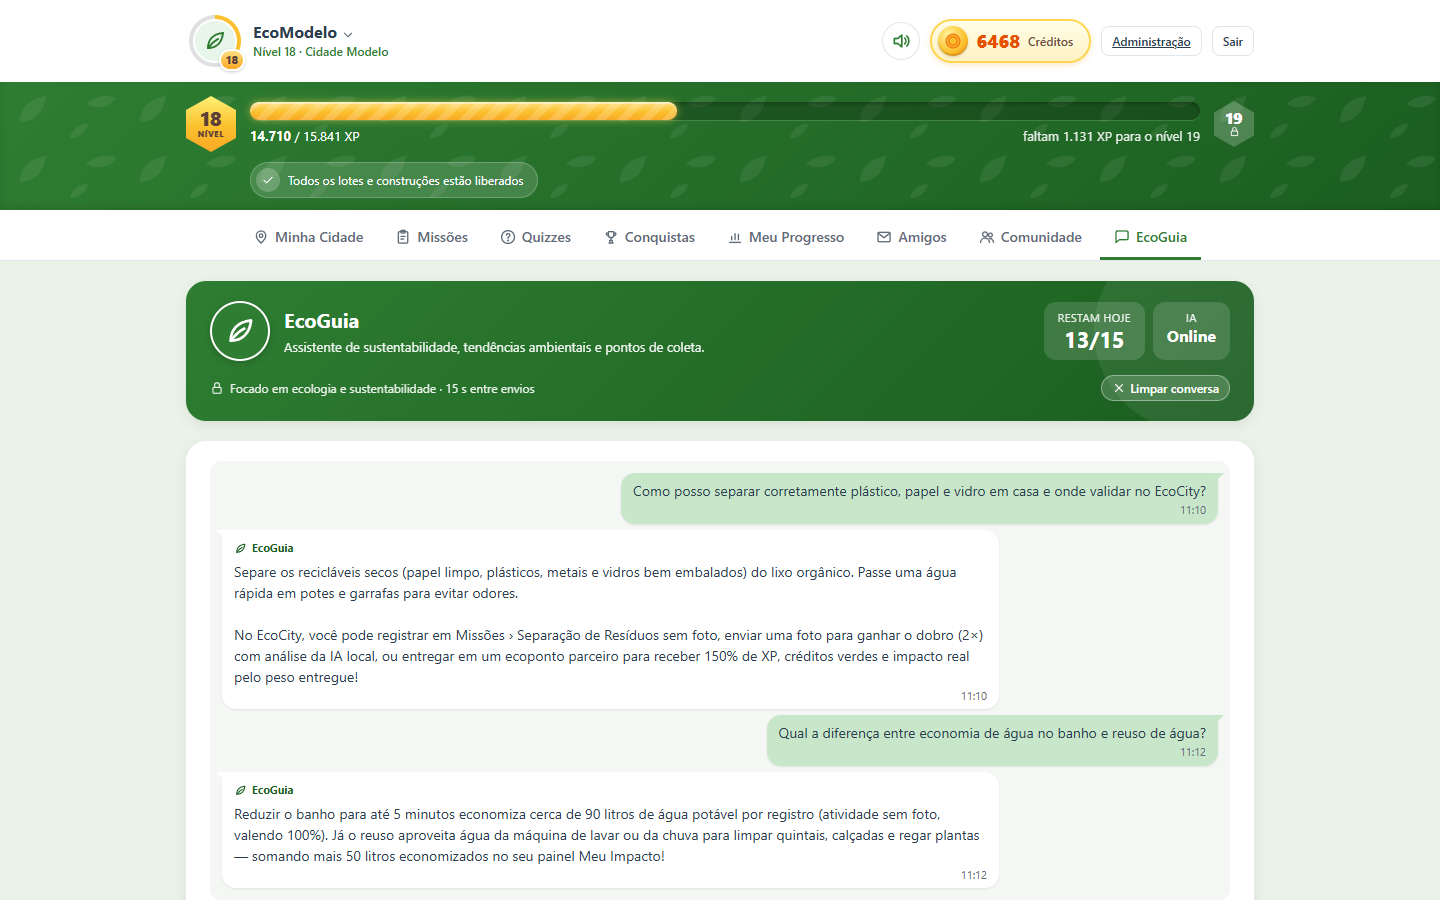 EcoModelo
Nível 18 · Cidade Modelo
18
6468 Créditos
Administração
Sair
18
NÍVEL
14.710 / 15.841 XP
faltam 1.131 XP para o nível 19
19
Todos os lotes e construções estão liberados
Minha Cidade
Missões
Quizzes
Conquistas
Meu Progresso
Amigos
Comunidade
EcoGuia
EcoGuia
Assistente de sustentabilidade, tendências ambientais e pontos de coleta.
RESTAM HOJE
13/15
IA
Online
Focado em ecologia e sustentabilidade · 15 s entre envios
Limpar conversa
Como posso separar corretamente plástico, papel e vidro em casa e onde validar no EcoCity?
11:10
EcoGuia
Separe os recicláveis secos (papel limpo, plásticos, metais e vidros bem embalados) do lixo orgânico. Passe uma água
rápida em potes e garrafas para evitar odores.
No EcoCity, você pode registrar em Missões › Separação de Resíduos sem foto, enviar uma foto para ganhar o dobro (2×)
com análise da IA local, ou entregar em um ecoponto parceiro para receber 150% de XP, créditos verdes e impacto real
pelo peso entregue!
11:10
Qual a diferença entre economia de água no banho e reuso de água?
11:12
EcoGuia
Reduzir o banho para até 5 minutos economiza cerca de 90 litros de água potável por registro (atividade sem foto,
valendo 100%). Já o reuso aproveita água da máquina de lavar ou da chuva para limpar quintais, calçadas e regar plantas
— somando mais 50 litros economizados no seu painel Meu Impacto!
11:12